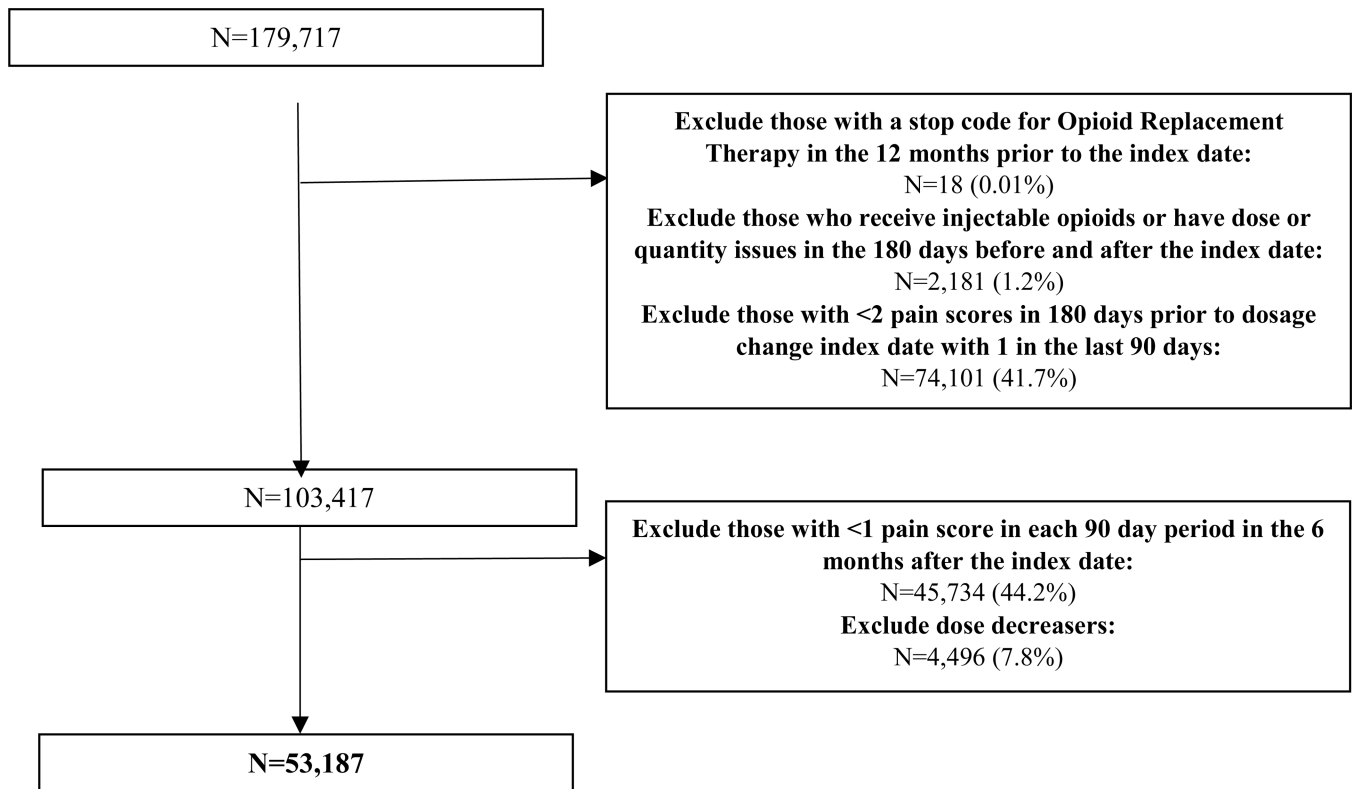 N=179,717
Exclude those with a stop code for Opioid Replacement
Therapy in the 12 months prior to the index date:
N=18 (0.01%)
Exclude those who receive injectable opioids or have dose or
quantity issues in the 180 days before and after the index date:
N=2,181 (1.2%)
Exclude those with <2 pain scores in 180 days prior to dosage
change index date with 1 in the last 90 days:
N=74,101 (41.7%)
N=103,417
Exclude those with <1 pain score in each 90 day period in the 6
months after the index date:
N=45,734 (44.2%)
Exclude dose decreasers:
N=4,496 (7.8%)
N=53,187